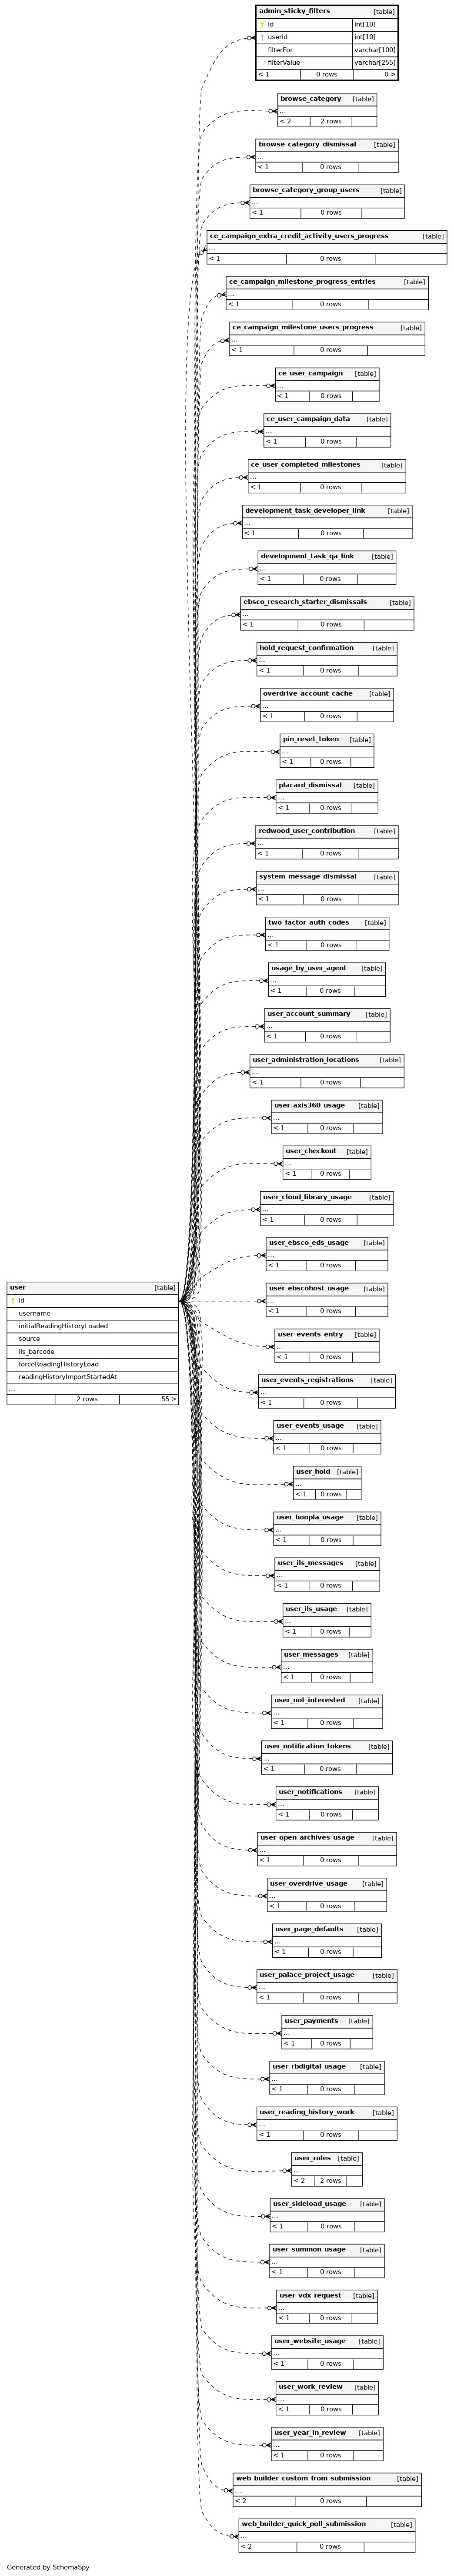 admin_sticky_filters [table]
id int[10]
userId int[10]
filterFor varchar[100]
filterValue varchar[255]
< 1 0 rows 0 >
browse_category [table]
...
< 2 2 rows
browse_category_dismissal [table]
...
< 1 0 rows
browse_category_group_users [table]
...
< 1 0 rows
ce_campaign_extra_credit_activity_users_progress [table]
...
< 1 0 rows
ce_campaign_milestone_progress_entries [table]
...
< 1 0 rows
ce_campaign_milestone_users_progress [table]
...
< 1 0 rows
ce_user_campaign [table]
...
< 1 0 rows
ce_user_campaign_data [table]
...
< 1 0 rows
ce_user_completed_milestones [table]
...
< 1 0 rows
development_task_developer_link [table]
...
< 1 0 rows
development_task_qa_link [table]
...
< 1 0 rows
ebsco_research_starter_dismissals [table]
...
< 1 0 rows
hold_request_confirmation [table]
...
< 1 0 rows
overdrive_account_cache [table]
...
< 1 0 rows
pin_reset_token [table]
...
< 1 0 rows
placard_dismissal [table]
...
< 1 0 rows
redwood_user_contribution [table]
...
< 1 0 rows
system_message_dismissal [table]
...
< 1 0 rows
two_factor_auth_codes [table]
...
< 1 0 rows
usage_by_user_agent [table]
...
< 1 0 rows
user_account_summary [table]
...
< 1 0 rows
user_administration_locations [table]
...
< 1 0 rows
user_axis360_usage [table]
...
< 1 0 rows
user_checkout [table]
...
< 1 0 rows
user_cloud_library_usage [table]
...
< 1 0 rows
user_ebsco_eds_usage [table]
...
< 1 0 rows
user [table]
id
username
initialReadingHistoryLoaded
source
ils_barcode
forceReadingHistoryLoad
readingHistoryImportStartedAt
...
2 rows 55 >
user_ebscohost_usage [table]
...
< 1 0 rows
user_events_entry [table]
...
< 1 0 rows
user_events_registrations [table]
...
< 1 0 rows
user_events_usage [table]
...
< 1 0 rows
user_hold [table]
...
< 1 0 rows
user_hoopla_usage [table]
...
< 1 0 rows
user_ils_messages [table]
...
< 1 0 rows
user_ils_usage [table]
...
< 1 0 rows
user_messages [table]
...
< 1 0 rows
user_not_interested [table]
...
< 1 0 rows
user_notification_tokens [table]
...
< 1 0 rows
user_notifications [table]
...
< 1 0 rows
user_open_archives_usage [table]
...
< 1 0 rows
user_overdrive_usage [table]
...
< 1 0 rows
user_page_defaults [table]
...
< 1 0 rows
user_palace_project_usage [table]
...
< 1 0 rows
user_payments [table]
...
< 1 0 rows
user_rbdigital_usage [table]
...
< 1 0 rows
user_reading_history_work [table]
...
< 1 0 rows
user_roles [table]
...
< 2 2 rows
user_sideload_usage [table]
...
< 1 0 rows
user_summon_usage [table]
...
< 1 0 rows
user_vdx_request [table]
...
< 1 0 rows
user_website_usage [table]
...
< 1 0 rows
user_work_review [table]
...
< 1 0 rows
user_year_in_review [table]
...
< 1 0 rows
web_builder_custom_from_submission [table]
...
< 2 0 rows
web_builder_quick_poll_submission [table]
...
< 2 0 rows
Generated by SchemaSpy